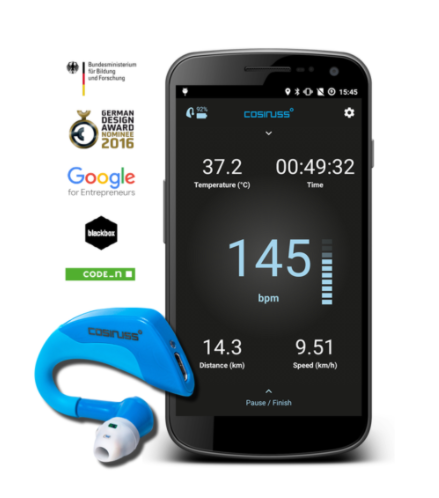 Bundesministerium
für Bildung
und Forschung
GERMAN
DESIGN
AWARD
NOMINEE
2016
Google
for Entrepreneurs
blackbox
CODE_n
15:45
92%
cosinuss°
37.2
Temperature (°C)
00:49:32
Time
145
bpm
14.3
Distance (km)
9.51
Speed (km/h)
Pause / Finish
cosinuss°